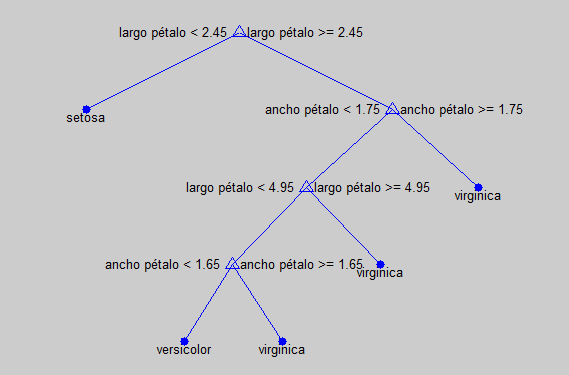 largo pétalo < 2.45 largo pétalo >= 2.45
setosa
ancho pétalo < 1.75 ancho pétalo >= 1.75
largo pétalo < 4.95 largo pétalo >= 4.95
virginica
ancho pétalo < 1.65 ancho pétalo >= 1.65
virginica
versicolor
virginica